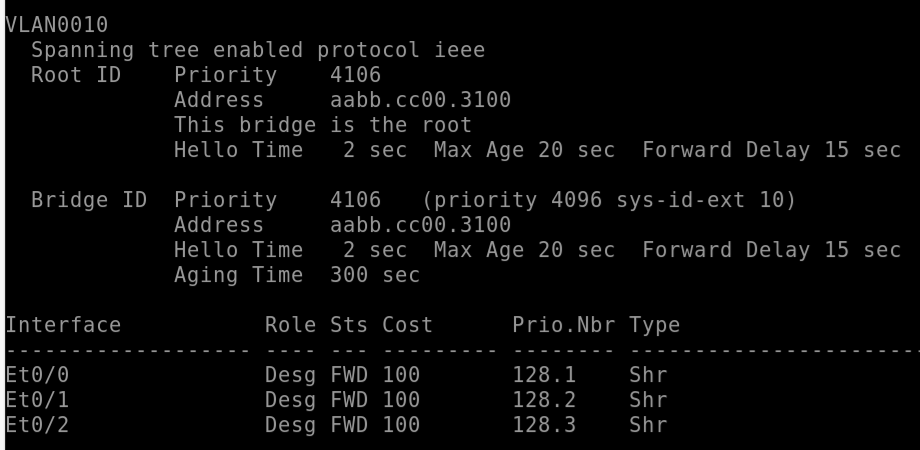 VLAN0010
  Spanning tree enabled protocol ieee
  Root ID    Priority    4106
             Address     aabb.cc00.3100
             This bridge is the root
             Hello Time   2 sec  Max Age 20 sec  Forward Delay 15 sec

  Bridge ID  Priority    4106   (priority 4096 sys-id-ext 10)
             Address     aabb.cc00.3100
             Hello Time   2 sec  Max Age 20 sec  Forward Delay 15 sec
             Aging Time  300 sec

Interface           Role Sts Cost      Prio.Nbr Type
------------------- ---- --- --------- -------- -----------------------
Et0/0               Desg FWD 100       128.1    Shr
Et0/1               Desg FWD 100       128.2    Shr
Et0/2               Desg FWD 100       128.3    Shr